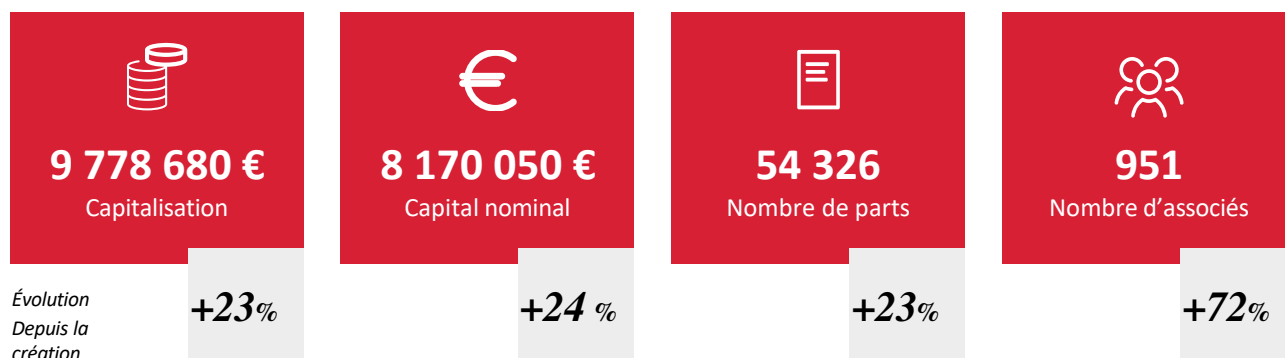 9 778 680 €
Capitalisation
8 170 050 €
Capital nominal
54 326
Nombre de parts
951
Nombre d’associés
Évolution
Depuis la
création
+23%
+24 %
+23%
+72%